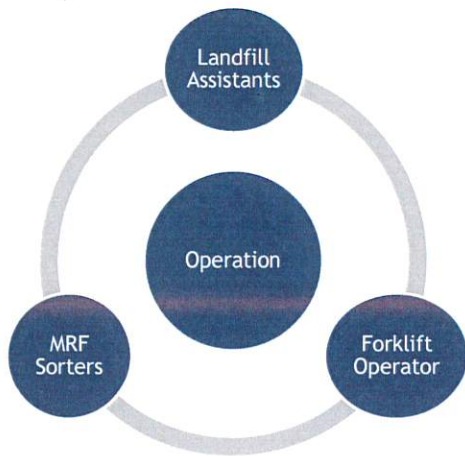 Landfill
Assistants
Operation
MRF
Sorters
Forklift
Operator